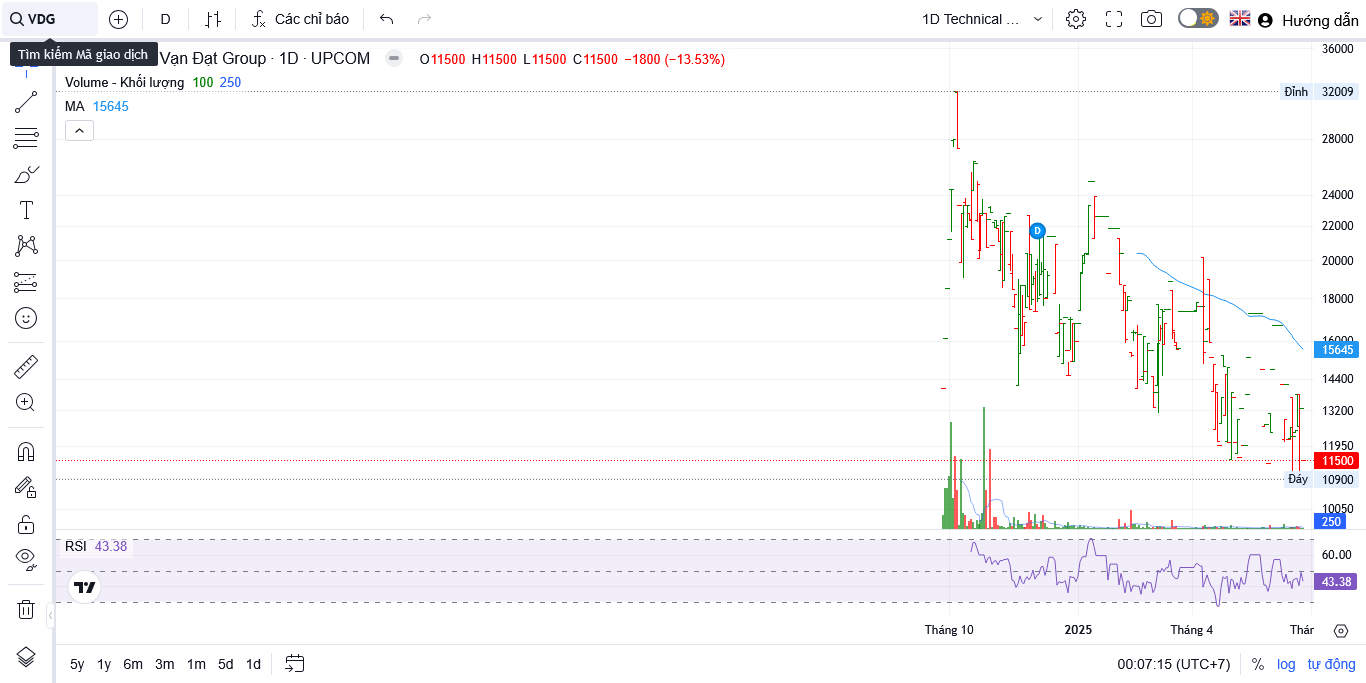 VDG D Các chỉ báo 1D Technical ... Hướng dẫn
Tìm kiếm Mã giao dịch
Vạn Đạt Group · 1D · UPCOM O11500 H11500 L11500 C11500 −1800 (−13.53%)
Volume - Khối lượng 100 250
MA 15645
36000
Đỉnh 32009
28000
24000
22000
D
20000
18000
16000
15645
14400
13200
11950
11500
Đáy 10900
10050
250
RSI 43.38
60.00
43.38
Tháng 10 2025 Tháng 4 Thár
5y 1y 6m 3m 1m 5d 1d 00:07:15 (UTC+7) % log tự động